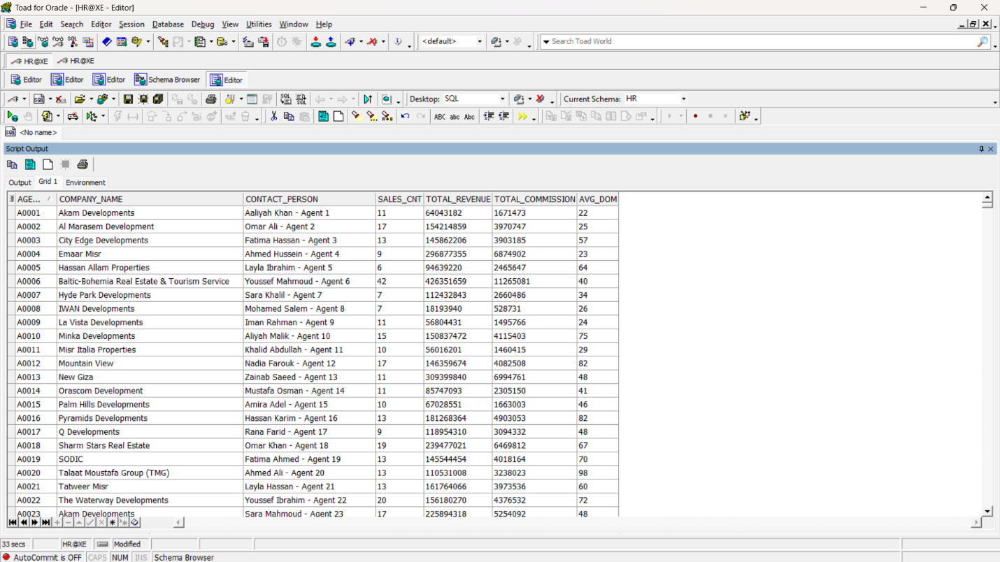 Toad for Oracle - [HR@XE - Editor]
File Edit Search Editor Session Database Debug View Utilities Window Help
<default> Search Toad World
HR@XE HR@XE
Editor Editor Editor Schema Browser Editor
Desktop: SQL Current Schema: HR
ABC abc Abc
<No name>
Script Output
Output Grid 1 Environment
AGE... COMPANY_NAME CONTACT_PERSON SALES_CNT TOTAL_REVENUE TOTAL_COMMISSION AVG_DOM
A0001 Akam Developments Aaliyah Khan - Agent 1 11 64043182 1671473 22
A0002 Al Marasem Development Omar Ali - Agent 2 17 154214859 3970747 25
A0003 City Edge Developments Fatima Hassan - Agent 3 13 145862206 3903185 57
A0004 Emaar Misr Ahmed Hussein - Agent 4 9 296877355 6874902 23
A0005 Hassan Allam Properties Layla Ibrahim - Agent 5 6 94639220 2465647 64
A0006 Baltic-Bohemia Real Estate & Tourism Service Youssef Mahmoud - Agent 6 42 426351659 11265081 40
A0007 Hyde Park Developments Sara Khalil - Agent 7 7 112432843 2660486 34
A0008 IWAN Developments Mohamed Salem - Agent 8 7 18193940 528731 26
A0009 La Vista Developments Iman Rahman - Agent 9 11 56804431 1495766 24
A0010 Minka Developments Aliyah Malik - Agent 10 15 150837472 4115403 75
A0011 Misr Italia Properties Khalid Abdullah - Agent 11 10 56016201 1460415 29
A0012 Mountain View Nadia Farouk - Agent 12 17 146359674 4082508 82
A0013 New Giza Zainab Saeed - Agent 13 11 309399840 6994761 48
A0014 Orascom Development Mustafa Osman - Agent 14 11 85747093 2305150 41
A0015 Palm Hills Developments Amira Adel - Agent 15 10 67028551 1663003 46
A0016 Pyramids Developments Hassan Karim - Agent 16 13 181268364 4903053 82
A0017 Q Developments Rana Farid - Agent 17 9 118954310 3094332 48
A0018 Sharm Stars Real Estate Omar Khan - Agent 18 19 239477021 6469812 67
A0019 SODIC Fatima Ahmed - Agent 19 13 145544454 4018164 70
A0020 Talaat Moustafa Group (TMG) Ahmed Ali - Agent 20 13 110531008 3238023 98
A0021 Tatweer Misr Layla Hassan - Agent 21 13 161764066 3973536 60
A0022 The Waterway Developments Youssef Ibrahim - Agent 22 20 156180270 4376532 72
A0023 Akam Developments Sara Mahmoud - Agent 23 17 225894318 5254092 48
33 secs HR@XE Modified
AutoCommit is OFF CAPS NUM INS Schema Browser